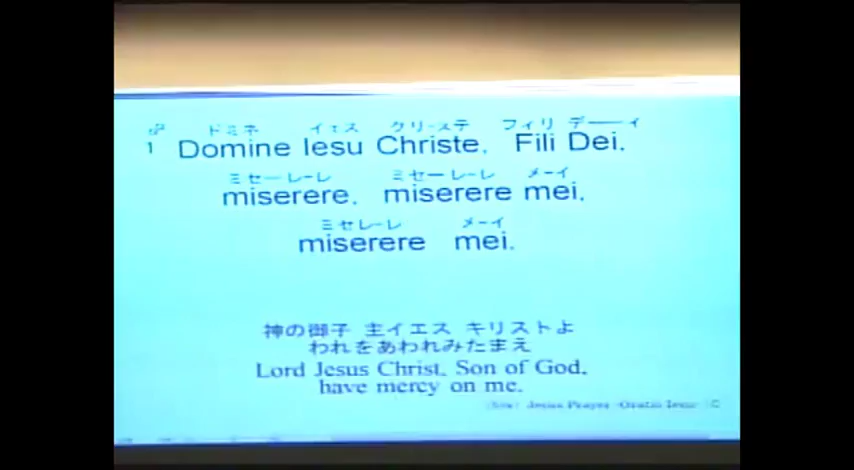 ドミネ イェス クリーステ フィリ デーーィ
1 Domine Iesu Christe, Fili Dei,
ミセーレーレ ミセーレーレ メーイ
miserere, miserere mei,
ミセレーレ メーイ
miserere mei.
神の御子 主イエス キリストよ
われをあわれみたまえ
Lord Jesus Christ, Son of God,
have mercy on me.
Jesus Prayer